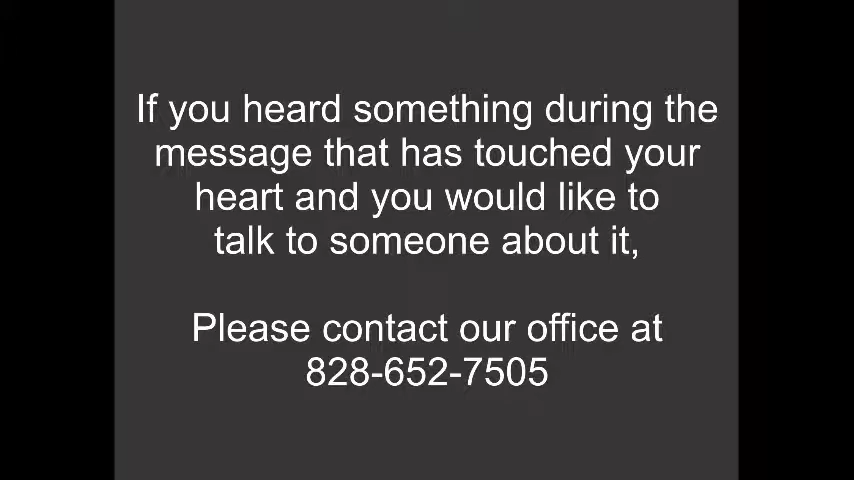 If you heard something during the
message that has touched your
heart and you would like to
talk to someone about it,
Please contact our office at
828-652-7505